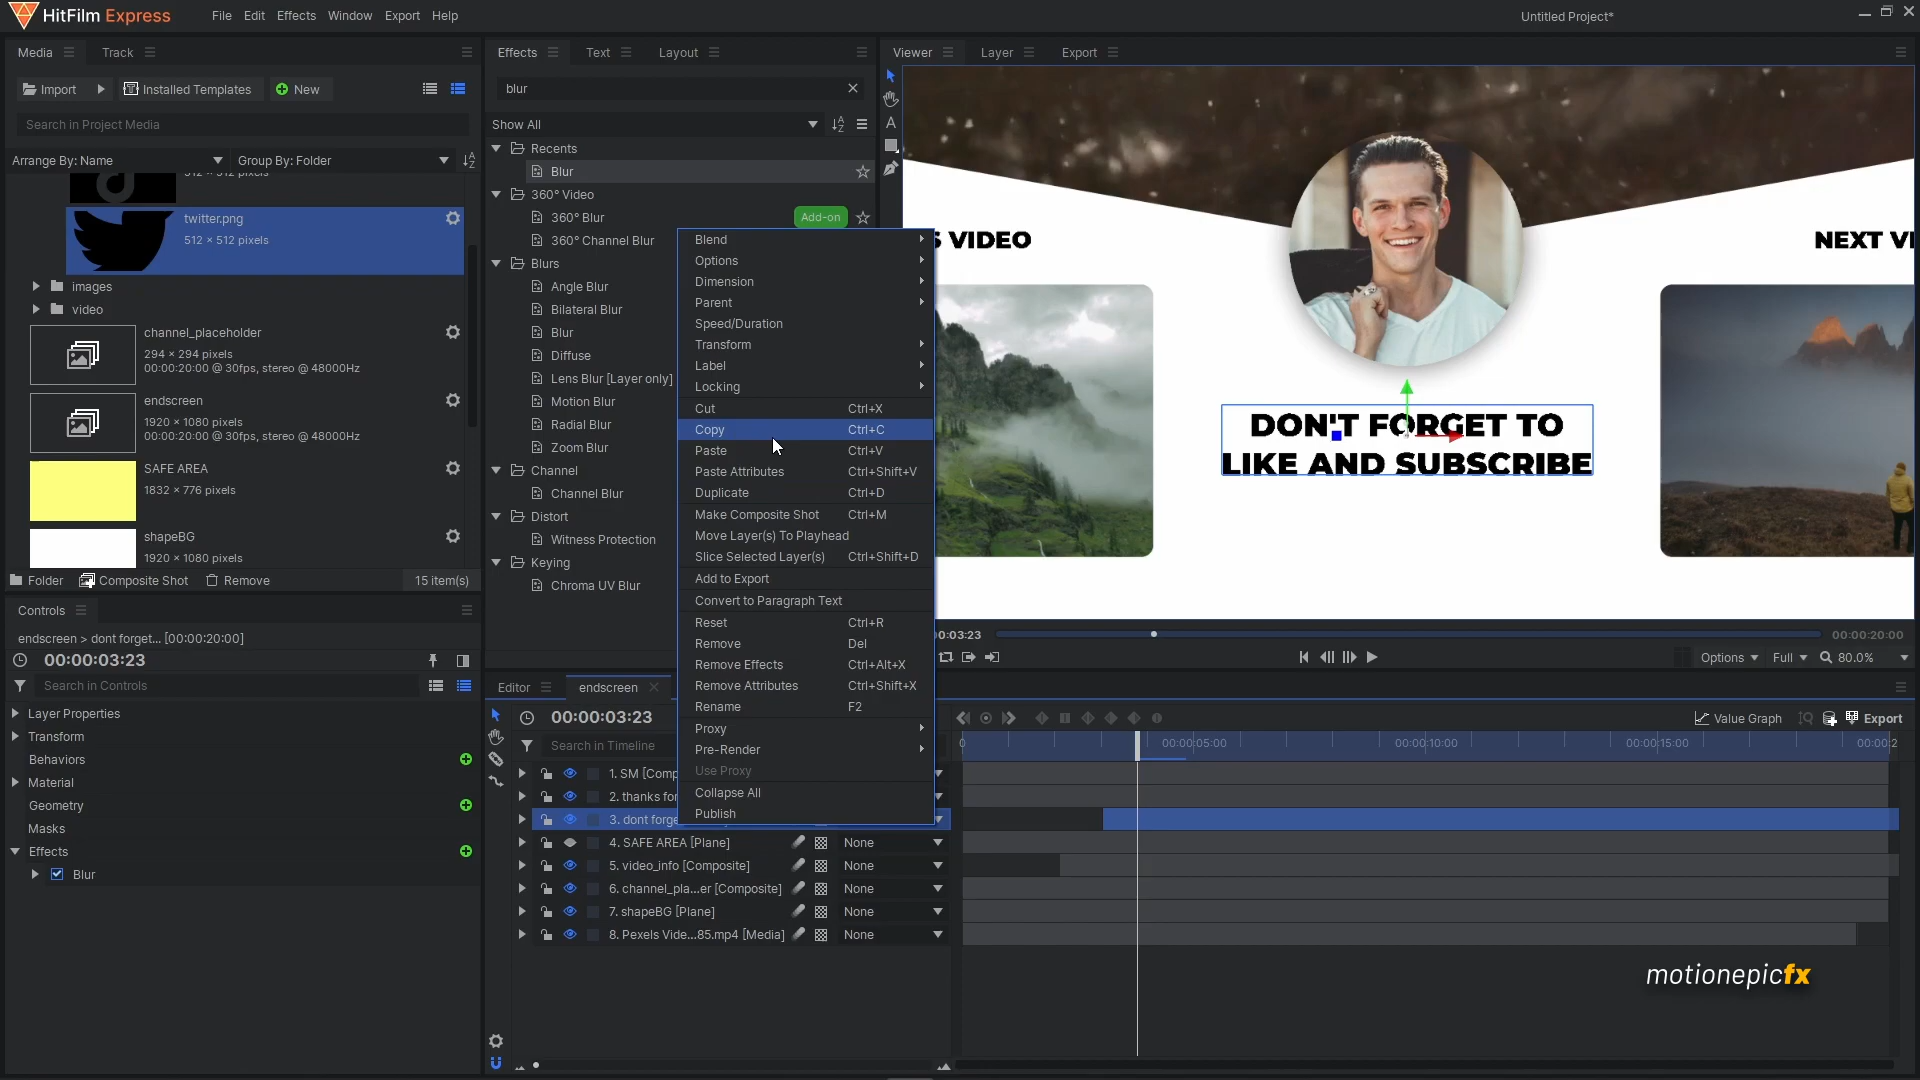 HitFilm Express
File Edit Effects Window Export Help
Untitled Project*
Media Track
Import Installed Templates New
Search in Project Media
Arrange By: Name Group By: Folder
512 × 512 pixels
twitter.png
512 × 512 pixels
images
video
channel_placeholder
294 × 294 pixels
00:00:20:00 @ 30fps, stereo @ 48000Hz
endscreen
1920 × 1080 pixels
00:00:20:00 @ 30fps, stereo @ 48000Hz
SAFE AREA
1832 × 776 pixels
shapeBG
1920 × 1080 pixels
Folder Composite Shot Remove 15 item(s)
Controls
endscreen > dont forget... [00:00:20:00]
00:00:03:23
Search in Controls
Layer Properties
Transform
Behaviors
Material
Geometry
Masks
Effects
Blur
Effects Text Layout
blur
Show All
Recents
Blur
360° Video
360° Blur Add-on
360° Channel Blur
Blurs
Angle Blur
Bilateral Blur
Blur
Diffuse
Lens Blur [Layer only]
Motion Blur
Radial Blur
Zoom Blur
Channel
Channel Blur
Distort
Witness Protection
Keying
Chroma UV Blur
Blend
Options
Dimension
Parent
Speed/Duration
Transform
Label
Locking
Cut Ctrl+X
Copy Ctrl+C
Paste Ctrl+V
Paste Attributes Ctrl+Shift+V
Duplicate Ctrl+D
Make Composite Shot Ctrl+M
Move Layer(s) To Playhead
Slice Selected Layer(s) Ctrl+Shift+D
Add to Export
Convert to Paragraph Text
Reset Ctrl+R
Remove Del
Remove Effects Ctrl+Alt+X
Remove Attributes Ctrl+Shift+X
Rename F2
Proxy
Pre-Render
Use Proxy
Collapse All
Publish
Viewer Layer Export
A
S VIDEO
NEXT VI
DON'T FORGET TO
LIKE AND SUBSCRIBE
0:03:23 00:00:20:00
Options Full 80.0%
Editor endscreen
00:00:03:23
Value Graph Export
Search in Timeline
0 00:00:05:00 00:00:10:00 00:00:15:00 00:00:2
1. SM [Comp
2. thanks for
3. dont forge
4. SAFE AREA [Plane] None
5. video_info [Composite] None
6. channel_pla...er [Composite] None
7. shapeBG [Plane] None
8. Pexels Vide...85.mp4 [Media] None
motionepicfx